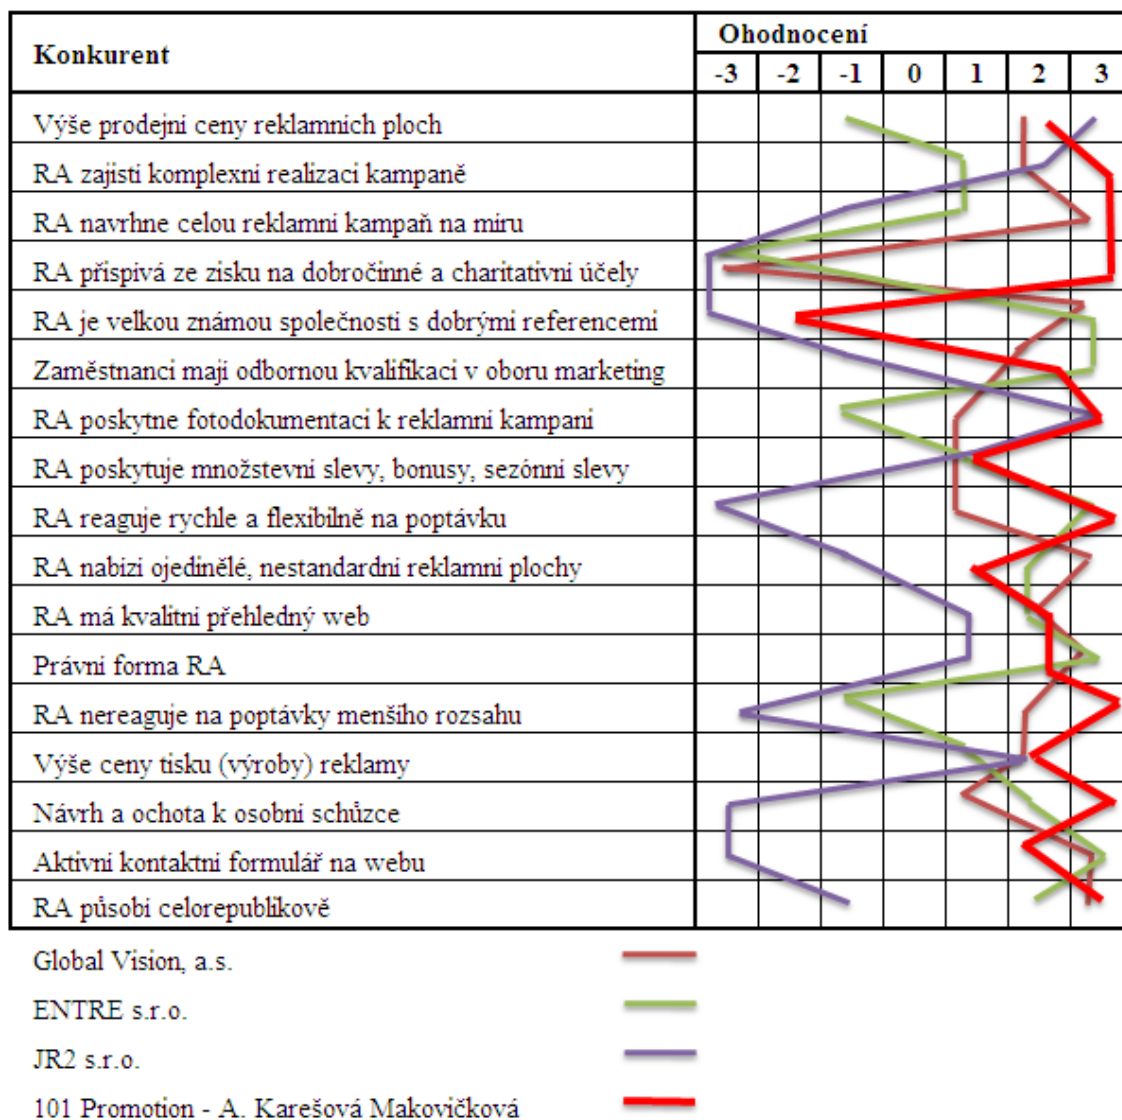 Konkurent
Ohodnocení
-3 -2 -1 0 1 2 3
Výše prodejní ceny reklamních ploch
RA zajistí komplexní realizaci kampaně
RA navrhne celou reklamní kampaň na míru
RA přispívá ze zisku na dobročinné a charitativní účely
RA je velkou známou společností s dobrými referencemi
Zaměstnanci mají odbornou kvalifikaci v oboru marketing
RA poskytne fotodokumentaci k reklamní kampani
RA poskytuje množstevní slevy, bonusy, sezónní slevy
RA reaguje rychle a flexibilně na poptávku
RA nabízí ojedinělé, nestandardní reklamní plochy
RA má kvalitní přehledný web
Právní forma RA
RA nereaguje na poptávky menšího rozsahu
Výše ceny tisku (výroby) reklamy
Návrh a ochota k osobní schůzce
Aktivní kontaktní formulář na webu
RA působí celorepublikově
Global Vision, a.s.
ENTRE s.r.o.
JR2 s.r.o.
101 Promotion - A. Karešová Makovičková